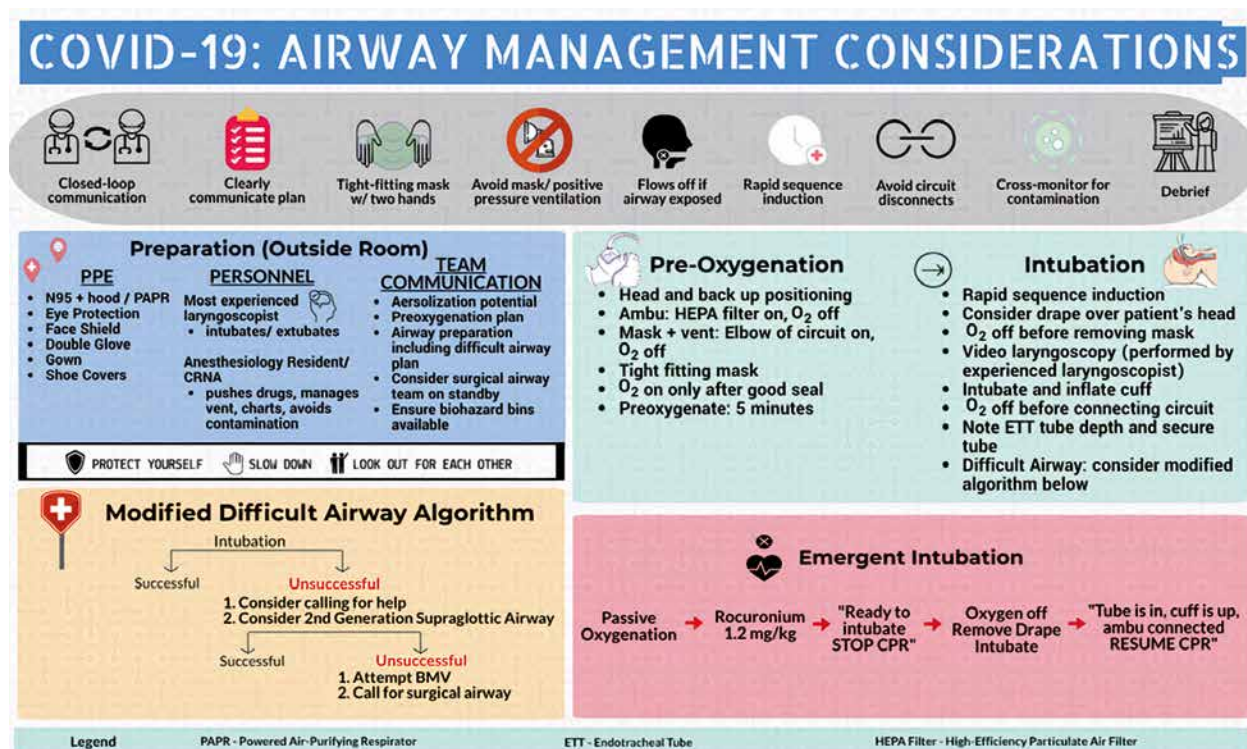 COVID-19: AIRWAY MANAGEMENT CONSIDERATIONS
Closed-loop
communication
Clearly
communicate plan
Tight-fitting mask
w/ two hands
Avoid mask/ positive
pressure ventilation
Flows off if
airway exposed
Rapid sequence
induction
Avoid circuit
disconnects
Cross-monitor for
contamination
Debrief
Preparation (Outside Room)
PPE
• N95 + hood / PAPR
• Eye Protection
• Face Shield
• Double Glove
• Gown
• Shoe Covers
PERSONNEL
Most experienced
laryngoscopist
• intubates/ extubates
Anesthesiology Resident/
CRNA
• pushes drugs, manages
vent, charts, avoids
contamination
TEAM
COMMUNICATION
• Aersolization potential
• Preoxygenation plan
• Airway preparation
including difficult airway
plan
• Consider surgical airway
team on standby
• Ensure biohazard bins
available
PROTECT YOURSELF SLOW DOWN LOOK OUT FOR EACH OTHER
Pre-Oxygenation
• Head and back up positioning
• Ambu: HEPA filter on, O2 off
• Mask + vent: Elbow of circuit on,
O2 off
• Tight fitting mask
• O2 on only after good seal
• Preoxygenate: 5 minutes
Intubation
• Rapid sequence induction
• Consider drape over patient's head
• O2 off before removing mask
• Video laryngoscopy (performed by
experienced laryngoscopist)
• Intubate and inflate cuff
• O2 off before connecting circuit
• Note ETT tube depth and secure
tube
• Difficult Airway: consider modified
algorithm below
Modified Difficult Airway Algorithm
Intubation
Successful
Unsuccessful
1. Consider calling for help
2. Consider 2nd Generation Supraglottic Airway
Successful
Unsuccessful
1. Attempt BMV
2. Call for surgical airway
Emergent Intubation
Passive
Oxygenation
Rocuronium
1.2 mg/kg
"Ready to
intubate
STOP CPR"
Oxygen off
Remove Drape
Intubate
"Tube is in, cuff is up,
ambu connected
RESUME CPR"
Legend PAPR - Powered Air-Purifying Respirator ETT - Endotracheal Tube HEPA Filter - High-Efficiency Particulate Air Filter